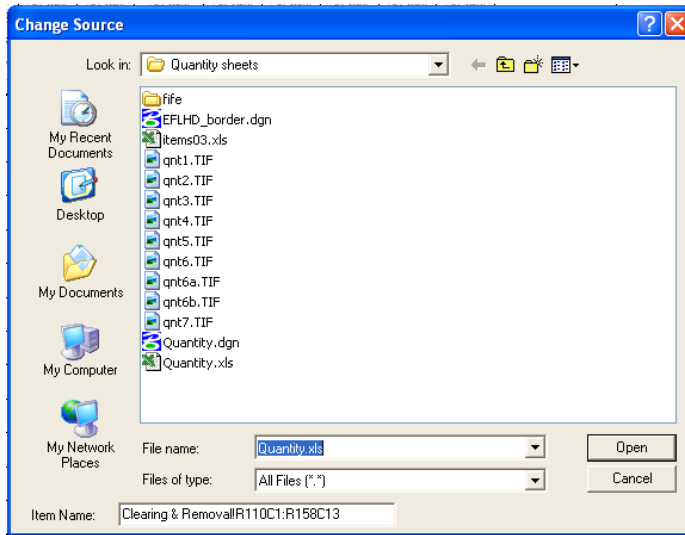 Change Source
Look in: Quantity sheets
My Recent
Documents
Desktop
My Documents
My Computer
My Network
Places
fife
EFLHD_border.dgn
items03.xls
qnt1.TIF
qnt2.TIF
qnt3.TIF
qnt4.TIF
qnt5.TIF
qnt6.TIF
qnt6a.TIF
qnt6b.TIF
qnt7.TIF
Quantity.dgn
Quantity.xls
File name: Quantity.xls Open
Files of type: All Files (*.*) Cancel
Item Name: Clearing & Removal!R110C1:R158C13